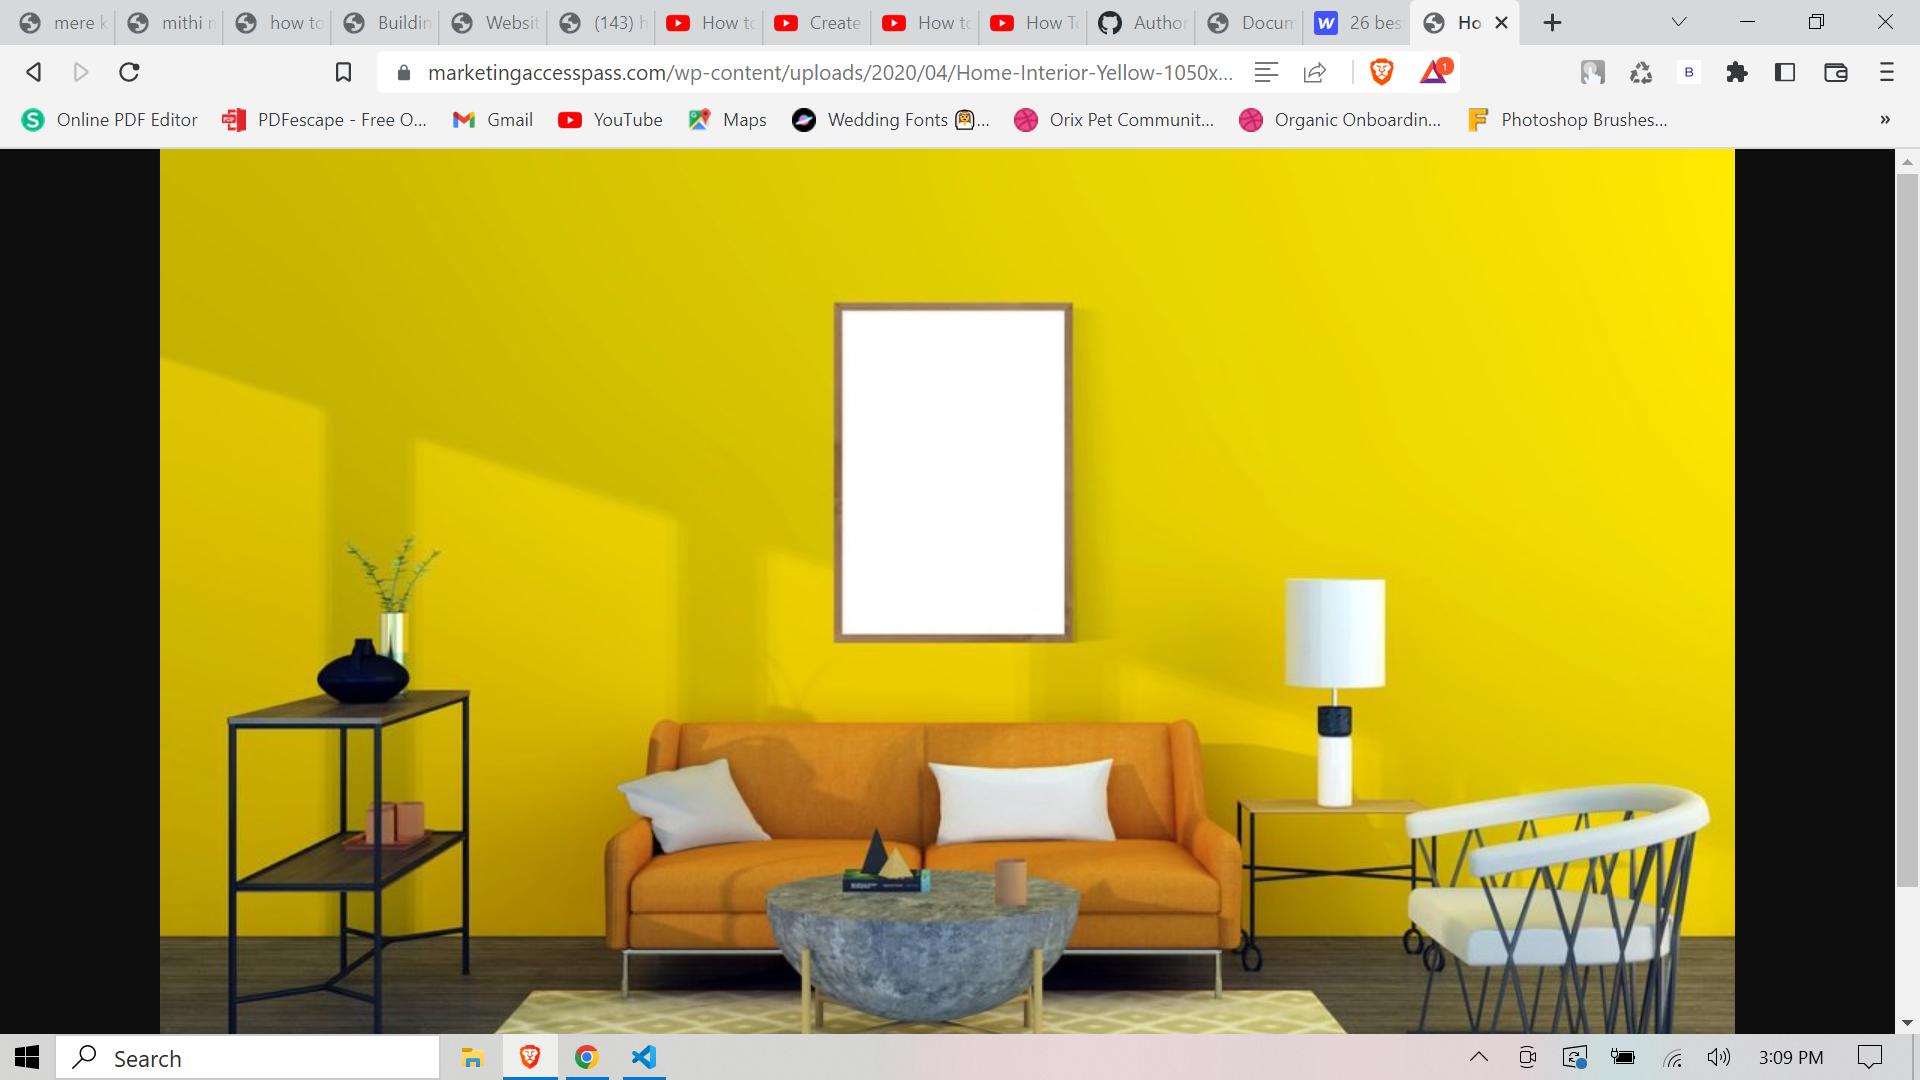 mere k
mithi n
how to
Buildin
Websit
(143) h
How to
Create
How to
How To
Author
Docum
26 bes
Ho
marketingaccesspass.com/wp-content/uploads/2020/04/Home-Interior-Yellow-1050x...
1
B
Online PDF Editor
PDFescape - Free O...
Gmail
YouTube
Maps
Wedding Fonts 👰...
Orix Pet Communit...
Organic Onboardin...
Photoshop Brushes...
»
Search
3:09 PM